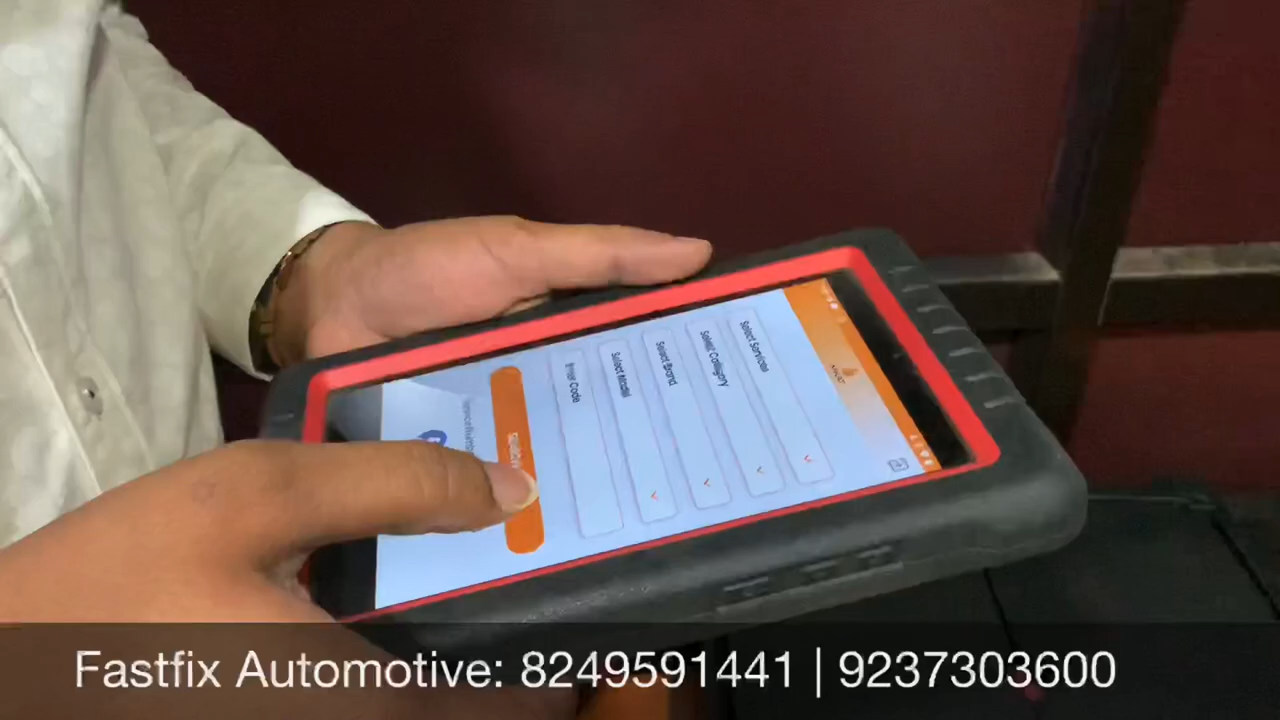 Select Services
Select Category
Select Brand
Select Model
Enter Code
Fastfix Automotive: 8249591441 | 9237303600